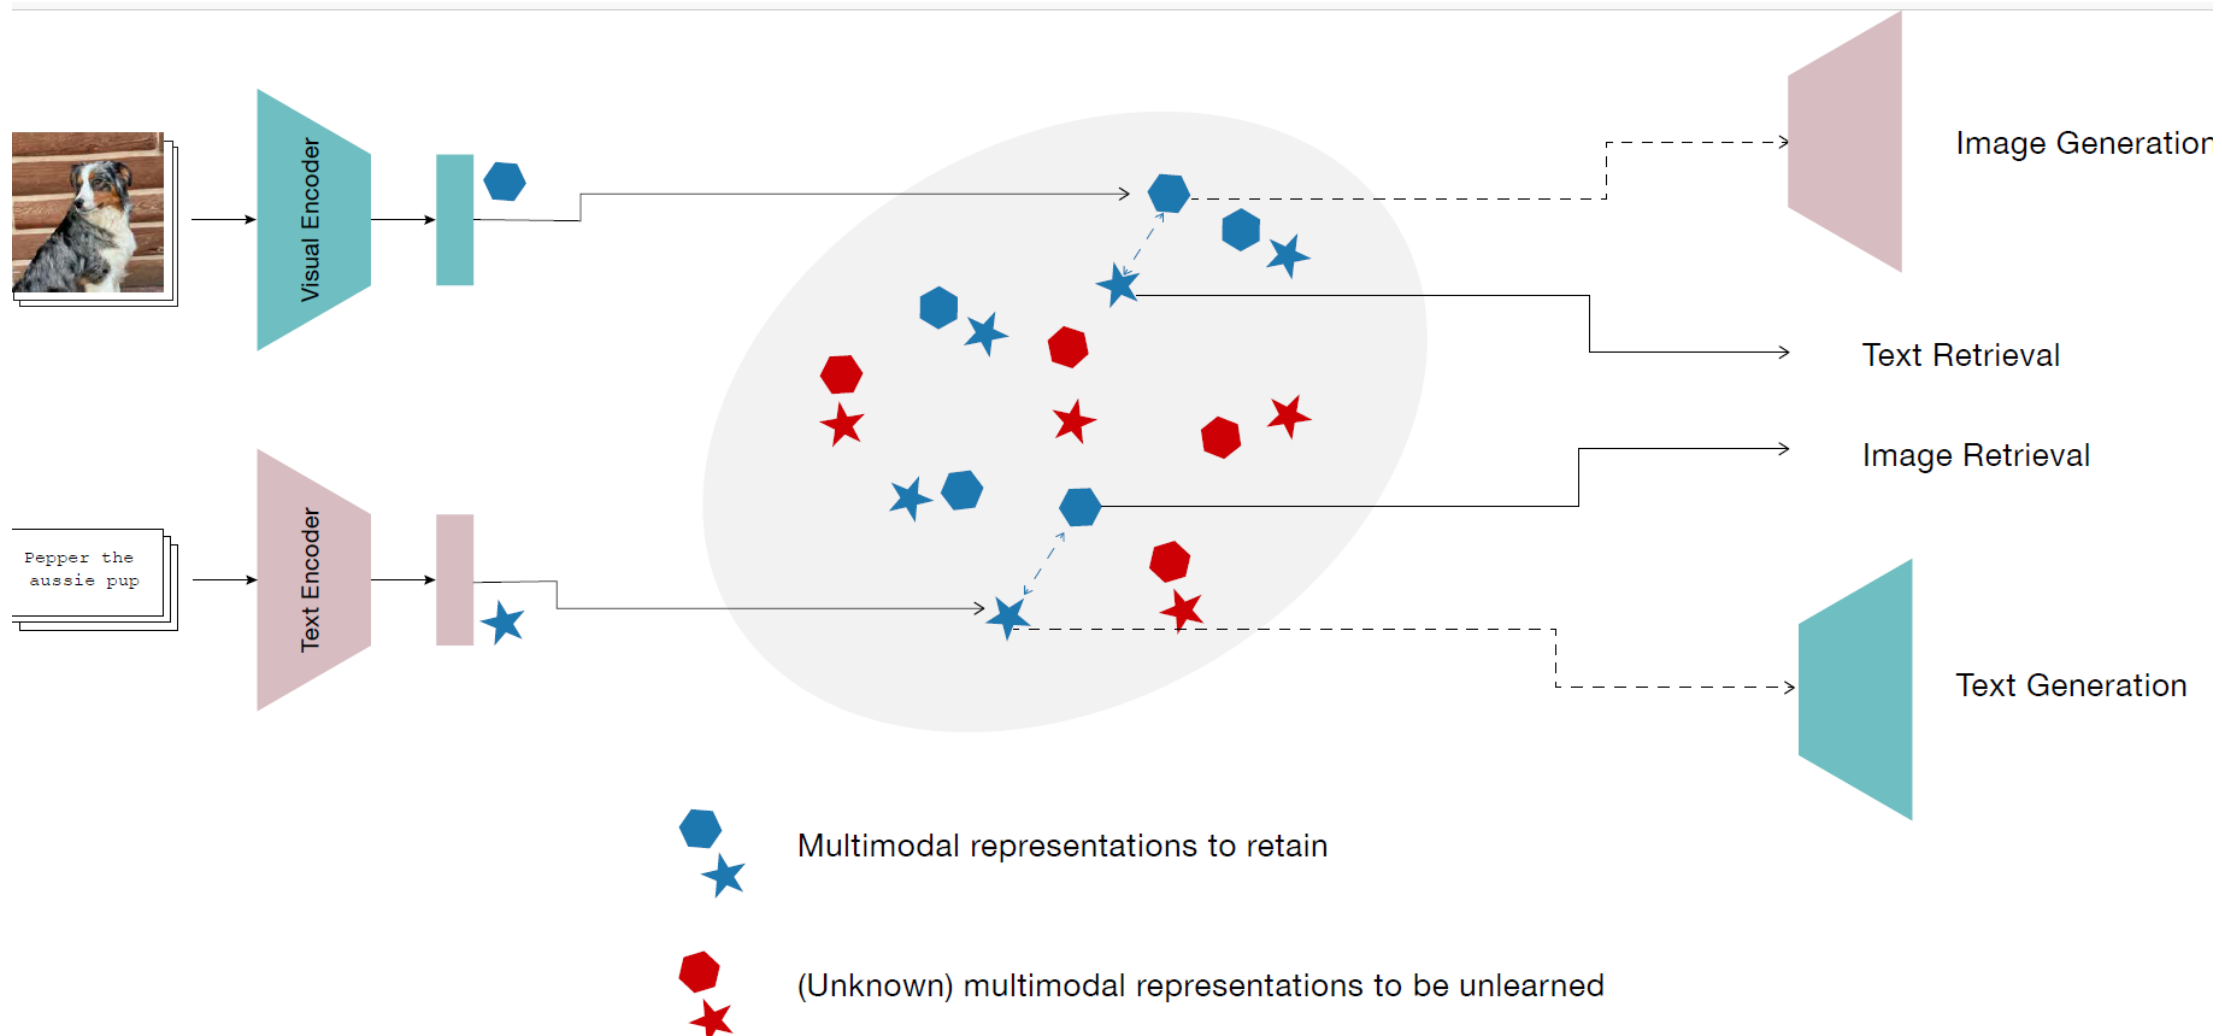 Visual Encoder
Image Generation
Text Retrieval
Image Retrieval
Pepper the
aussie pup
Text Encoder
Text Generation
Multimodal representations to retain
(Unknown) multimodal representations to be unlearned